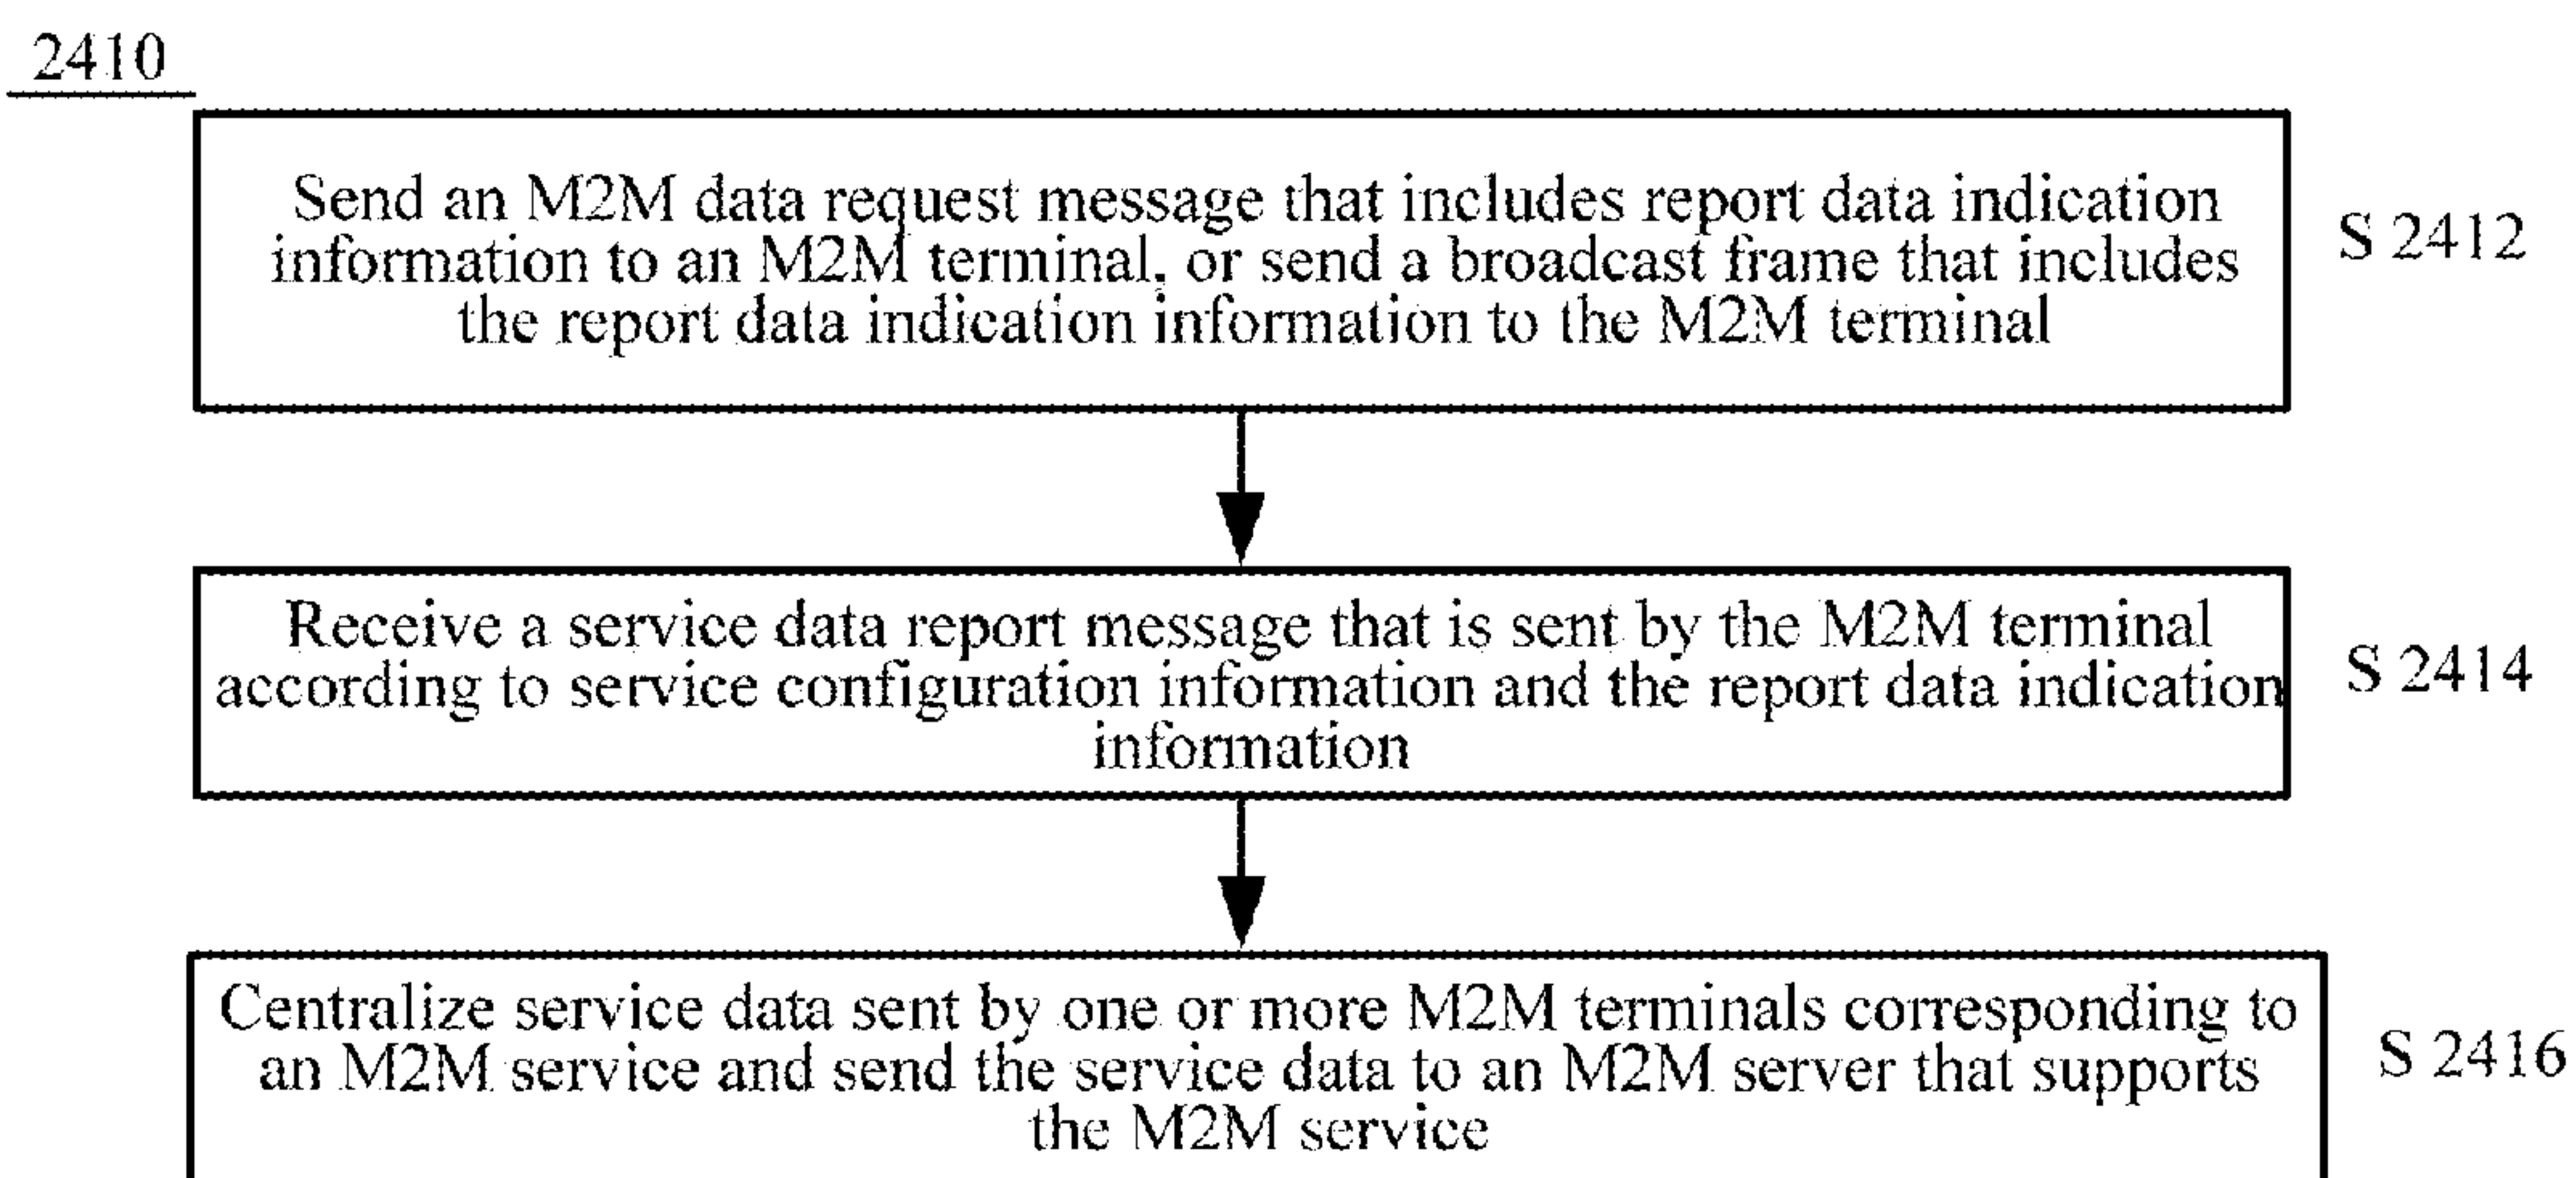 2410
Send an M2M data request message that includes report data indication
information to an M2M terminal, or send a broadcast frame that includes
the report data indication information to the M2M terminal
S 2412
Receive a service data report message that is sent by the M2M terminal
according to service configuration information and the report data indication
information
S 2414
Centralize service data sent by one or more M2M terminals corresponding to
an M2M service and send the service data to an M2M server that supports
the M2M service
S 2416